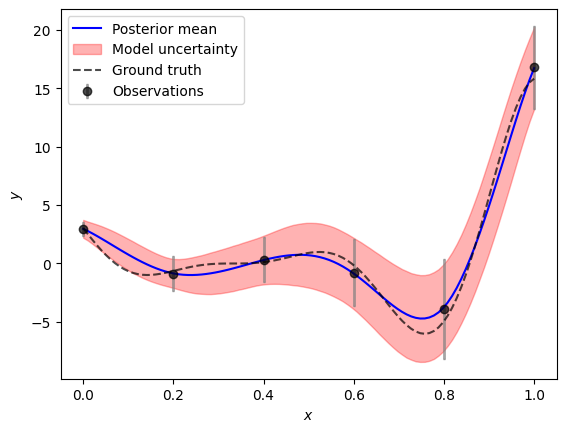 Posterior mean
Model uncertainty
Ground truth
Observations
20
15
10
5
0
−5
y
0.0 0.2 0.4 0.6 0.8 1.0
x